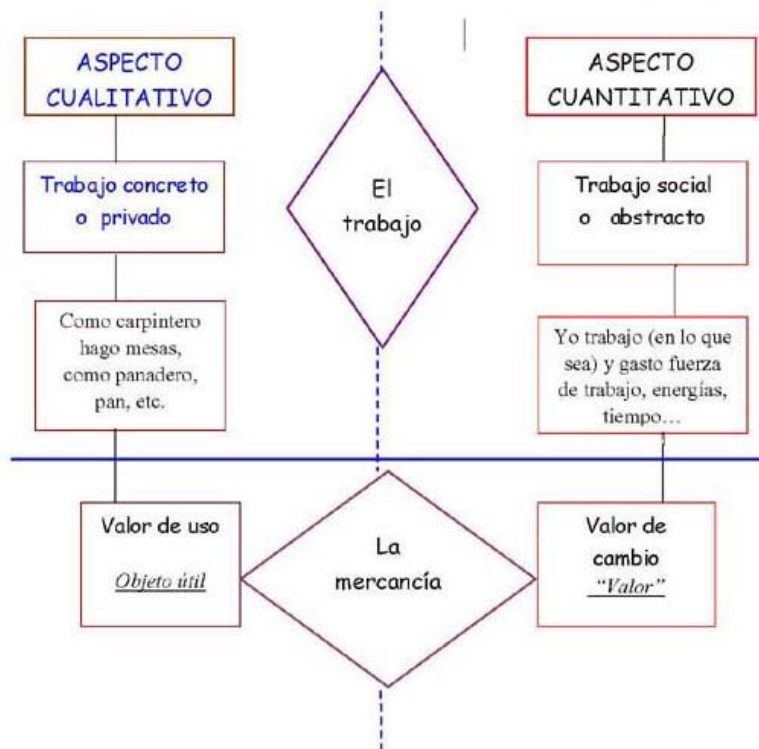 ASPECTO
CUALITATIVO
Trabajo concreto
o privado
Como carpintero
hago mesas,
como panadero,
pan, etc.
El
trabajo
ASPECTO
CUANTITATIVO
Trabajo social
o abstracto
Yo trabajo (en lo que
sea) y gasto fuerza
de trabajo, energías,
tiempo…
Valor de uso
Objeto útil
La
mercancía
Valor de
cambio
“Valor”